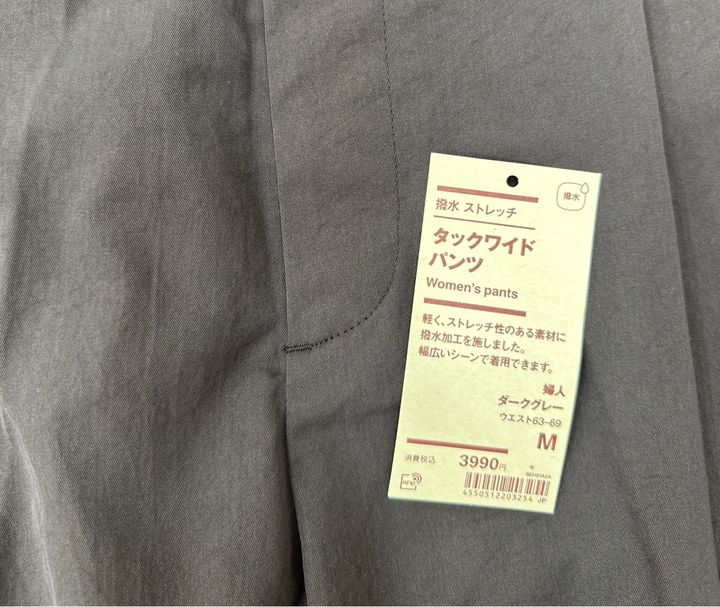 撥水
撥水 ストレッチ
タックワイド
パンツ
Women's pants
軽く、ストレッチ性のある素材に
撥水加工を施しました。
幅広いシーンで着用できます。
婦人
ダークグレー
ウエスト63-69
M
消費税込 3990円
RFID
4550512203254 JP